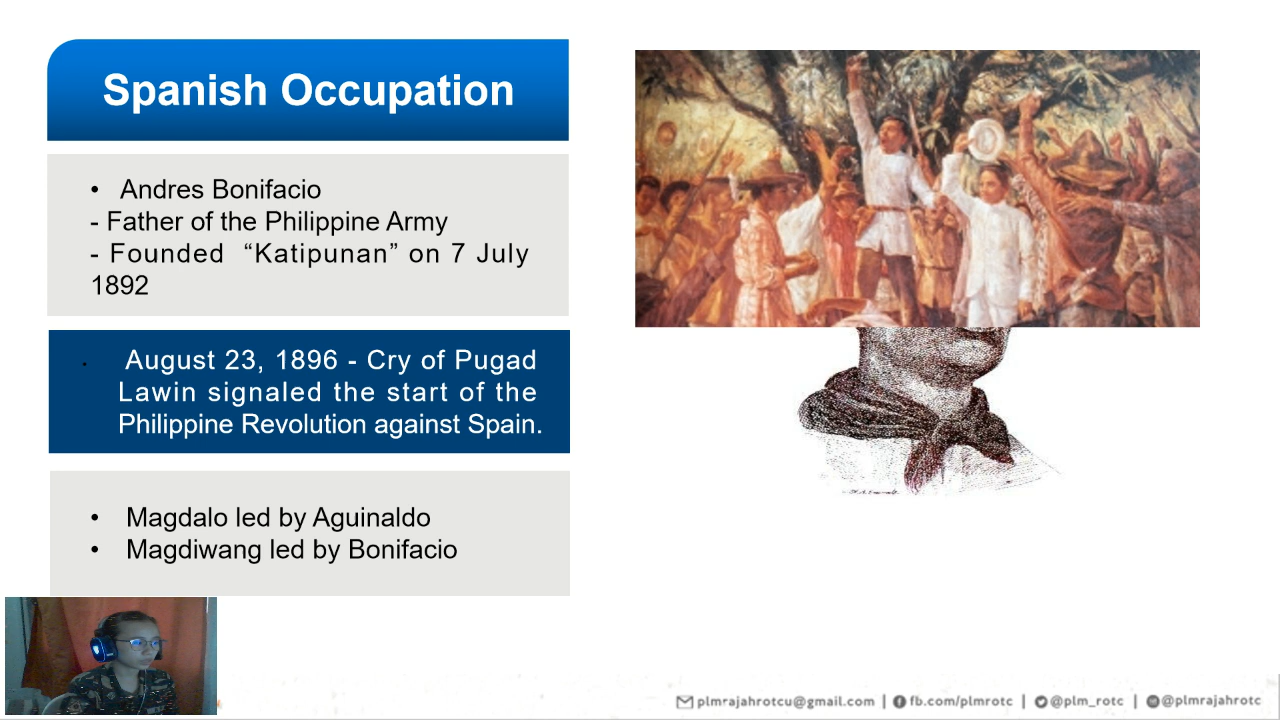 Spanish Occupation
• Andres Bonifacio
- Father of the Philippine Army
- Founded “Katipunan” on 7 July
1892
• August 23, 1896 - Cry of Pugad
Lawin signaled the start of the
Philippine Revolution against Spain.
• Magdalo led by Aguinaldo
• Magdiwang led by Bonifacio
plmrajahrotcu@gmail.com | fb.com/plmrotc | @plm_rotc | @plmrajahrotc